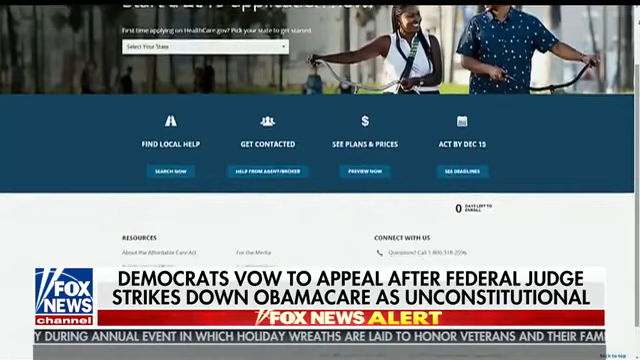 First time applying on HealthCare.gov? Pick your state to get started.
Select Your State
FIND LOCAL HELP
GET CONTACTED
SEE PLANS & PRICES
ACT BY DEC 15
SEARCH NOW
HELP FROM AGENT/BROKER
PREVIEW NOW
SEE DEADLINES
0 DAYS LEFT TO ENROLL
RESOURCES
CONNECT WITH US
About the Affordable Care Act
For the Media
Questions? Call 1-800-318-2596
FOX NEWS channel
DEMOCRATS VOW TO APPEAL AFTER FEDERAL JUDGE
STRIKES DOWN OBAMACARE AS UNCONSTITUTIONAL
FOX NEWS ALERT
Y DURING ANNUAL EVENT IN WHICH HOLIDAY WREATHS ARE LAID TO HONOR VETERANS AND THEIR FAM
Back to top